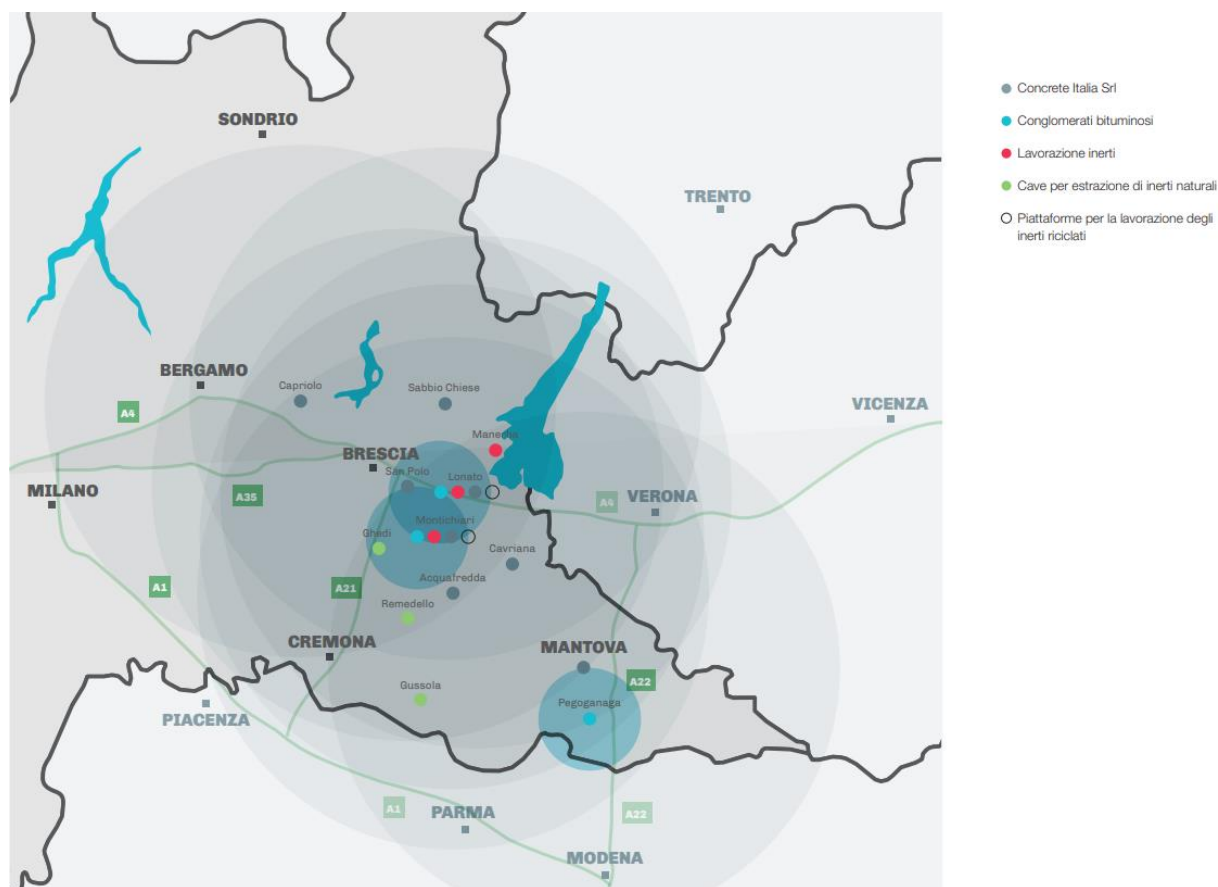 SONDRIO
TRENTO
BERGAMO
Capriolo
Sabbio Chiese
A4
VICENZA
Manerba
BRESCIA
San Polo
Lonato
MILANO
A35
A4
VERONA
Montichiari
Ghedi
Cavriana
A1
A21
Acquafredda
Remedello
CREMONA
MANTOVA
A22
Gussola
Pegoganaga
PIACENZA
A1
PARMA
A22
MODENA
Concrete Italia Srl
Conglomerati bituminosi
Lavorazione inerti
Cave per estrazione di inerti naturali
Piattaforme per la lavorazione degli
inerti riciclati